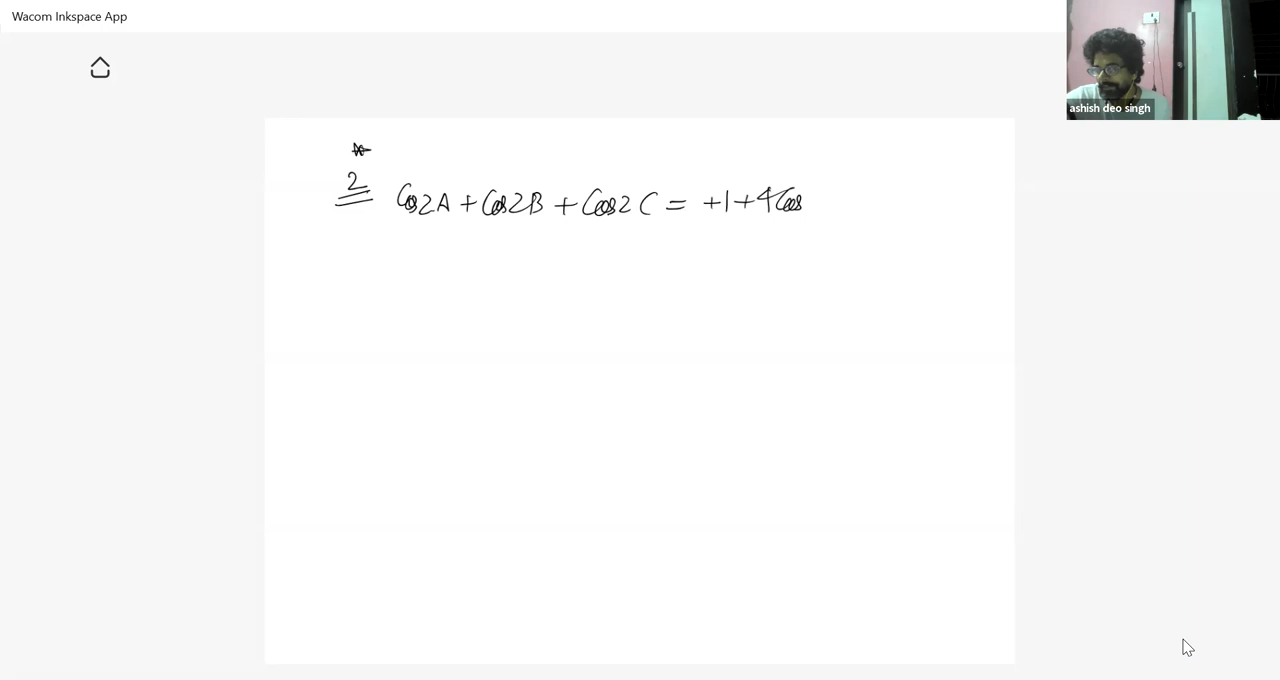 Wacom Inkspace App
ashish deo singh
*
2 Cos2A + Cos2B + Cos2C = +1+4Cos